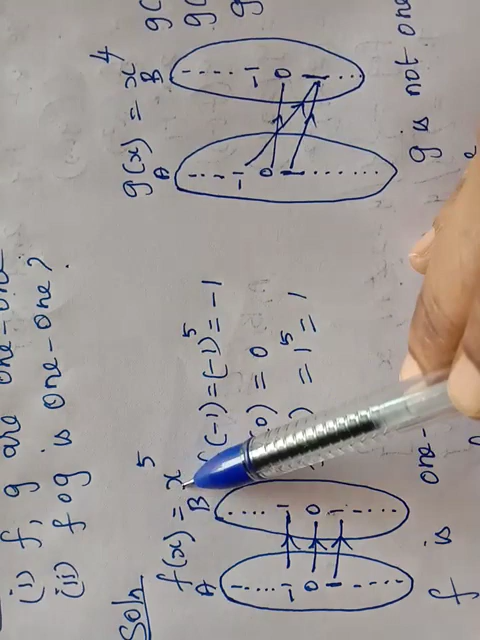 (i) f, g are one-one
(ii) fog is one-one?
Soln
f(x) = x⁵
A B
..... -1 0 1 .....
..... -1 0 1 .....
f(-1) = (-1)⁵ = -1
(0) = 0
) = 1⁵ = 1
f is one-
g(x) = x⁴
A B
..... -1 0 1 .....
..... -1 0 1 .....
g is not one